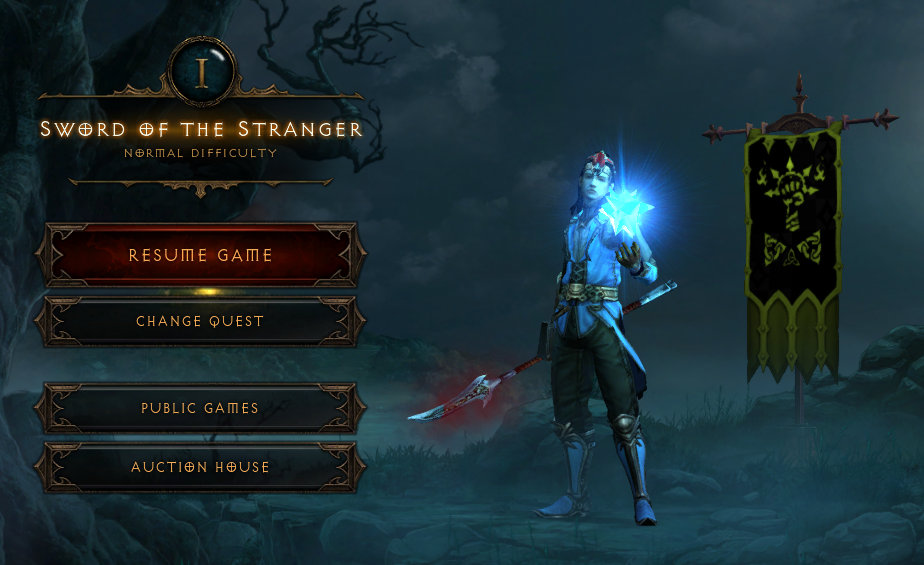 I
Sword of the Stranger
Normal Difficulty
Resume Game
Change Quest
Public Games
Auction House